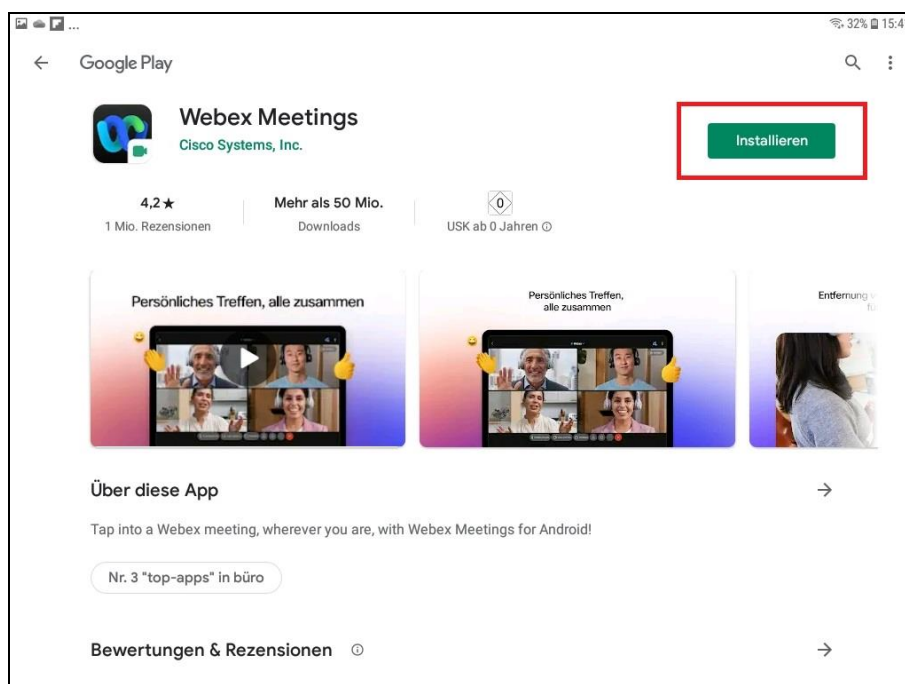 ... 32% 15:4
Google Play
Webex Meetings
Cisco Systems, Inc.
Installieren
4,2★
1 Mio. Rezensionen
Mehr als 50 Mio.
Downloads
0
USK ab 0 Jahren
Persönliches Treffen, alle zusammen
Persönliches Treffen,
alle zusammen
Entfernung
Über diese App
Tap into a Webex meeting, wherever you are, with Webex Meetings for Android!
Nr. 3 "top-apps" in büro
Bewertungen & Rezensionen